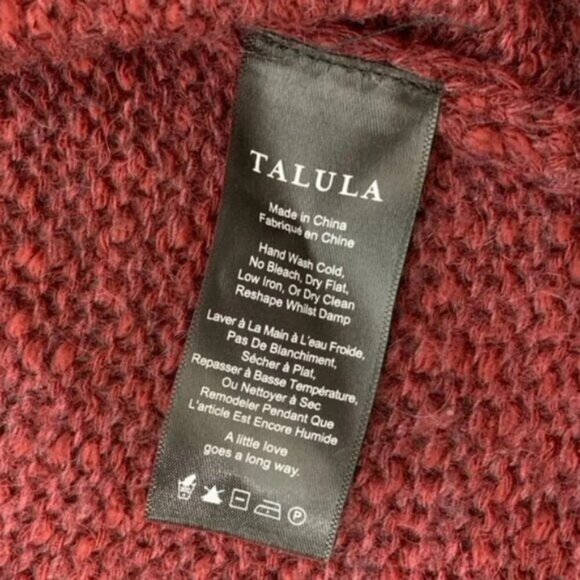 TALULA
Made in China
Fabriqué en Chine
Hand Wash Cold,
No Bleach, Dry Flat,
Low Iron, Or Dry Clean
Reshape Whilst Damp
Laver à La Main à L'eau Froide,
Pas De Blanchiment,
Sécher à Plat,
Repasser à Basse Température,
Ou Nettoyer à Sec
Remodeler Pendant Que
L'article Est Encore Humide
A little love
goes a long way.
P